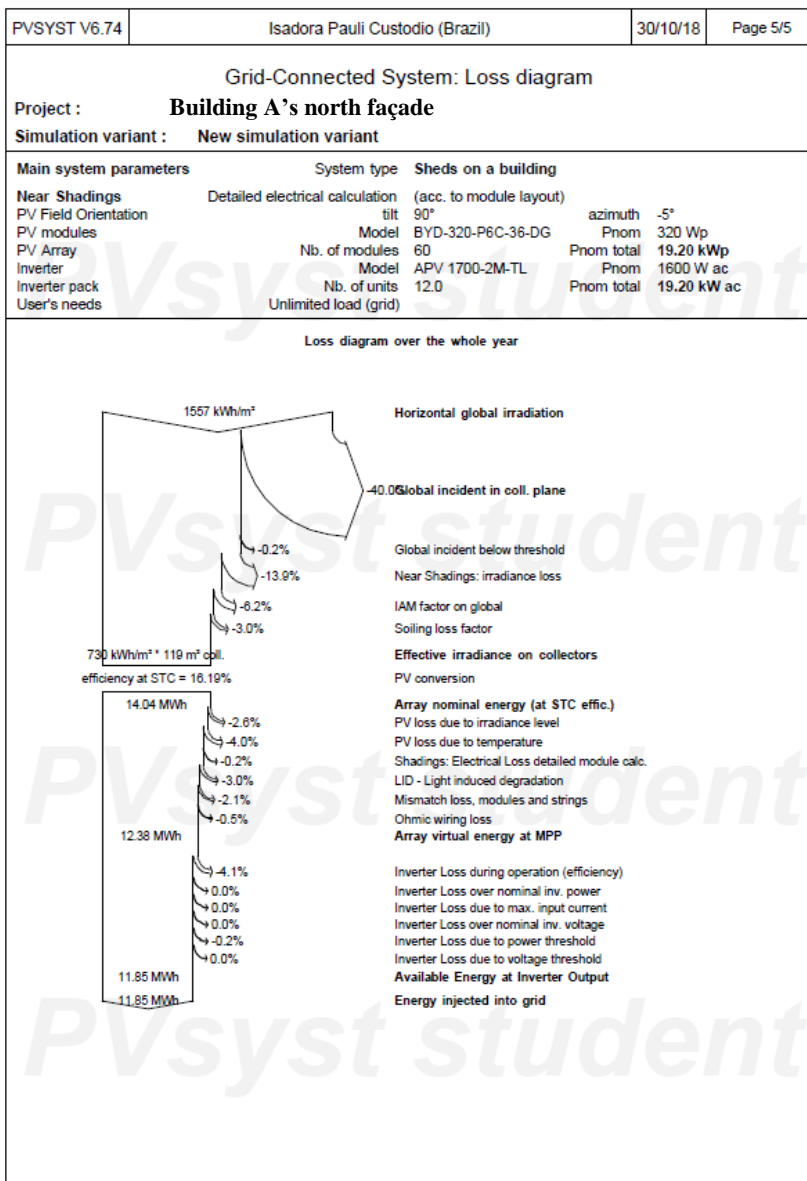 PVSYST V6.74
Isadora Pauli Custodio (Brazil)
30/10/18
Page 5/5
Grid-Connected System: Loss diagram
Project : Building A's north façade
Simulation variant : New simulation variant
Main system parameters System type Sheds on a building
Near Shadings Detailed electrical calculation (acc. to module layout)
PV Field Orientation tilt 90° azimuth -5°
PV modules Model BYD-320-P6C-36-DG Pnom 320 Wp
PV Array Nb. of modules 60 Pnom total 19.20 kWp
Inverter Model APV 1700-2M-TL Pnom 1600 W ac
Inverter pack Nb. of units 12.0 Pnom total 19.20 kW ac
User's needs Unlimited load (grid)
PVsyst student
Loss diagram over the whole year
1557 kWh/m² Horizontal global irradiation
-40.0% Global incident in coll. plane
PVsyst student
-0.2% Global incident below threshold
-13.9% Near Shadings: irradiance loss
-6.2% IAM factor on global
-3.0% Soiling loss factor
730 kWh/m² * 119 m² coll. Effective irradiance on collectors
efficiency at STC = 16.19% PV conversion
14.04 MWh Array nominal energy (at STC effic.)
-2.6% PV loss due to irradiance level
-4.0% PV loss due to temperature
-0.2% Shadings: Electrical Loss detailed module calc.
PVsyst student
-3.0% LID - Light induced degradation
-2.1% Mismatch loss, modules and strings
-0.5% Ohmic wiring loss
12.38 MWh Array virtual energy at MPP
-4.1% Inverter Loss during operation (efficiency)
0.0% Inverter Loss over nominal inv. power
0.0% Inverter Loss due to max. input current
0.0% Inverter Loss over nominal inv. voltage
-0.2% Inverter Loss due to power threshold
0.0% Inverter Loss due to voltage threshold
11.85 MWh Available Energy at Inverter Output
11.85 MWh Energy injected into grid
PVsyst student